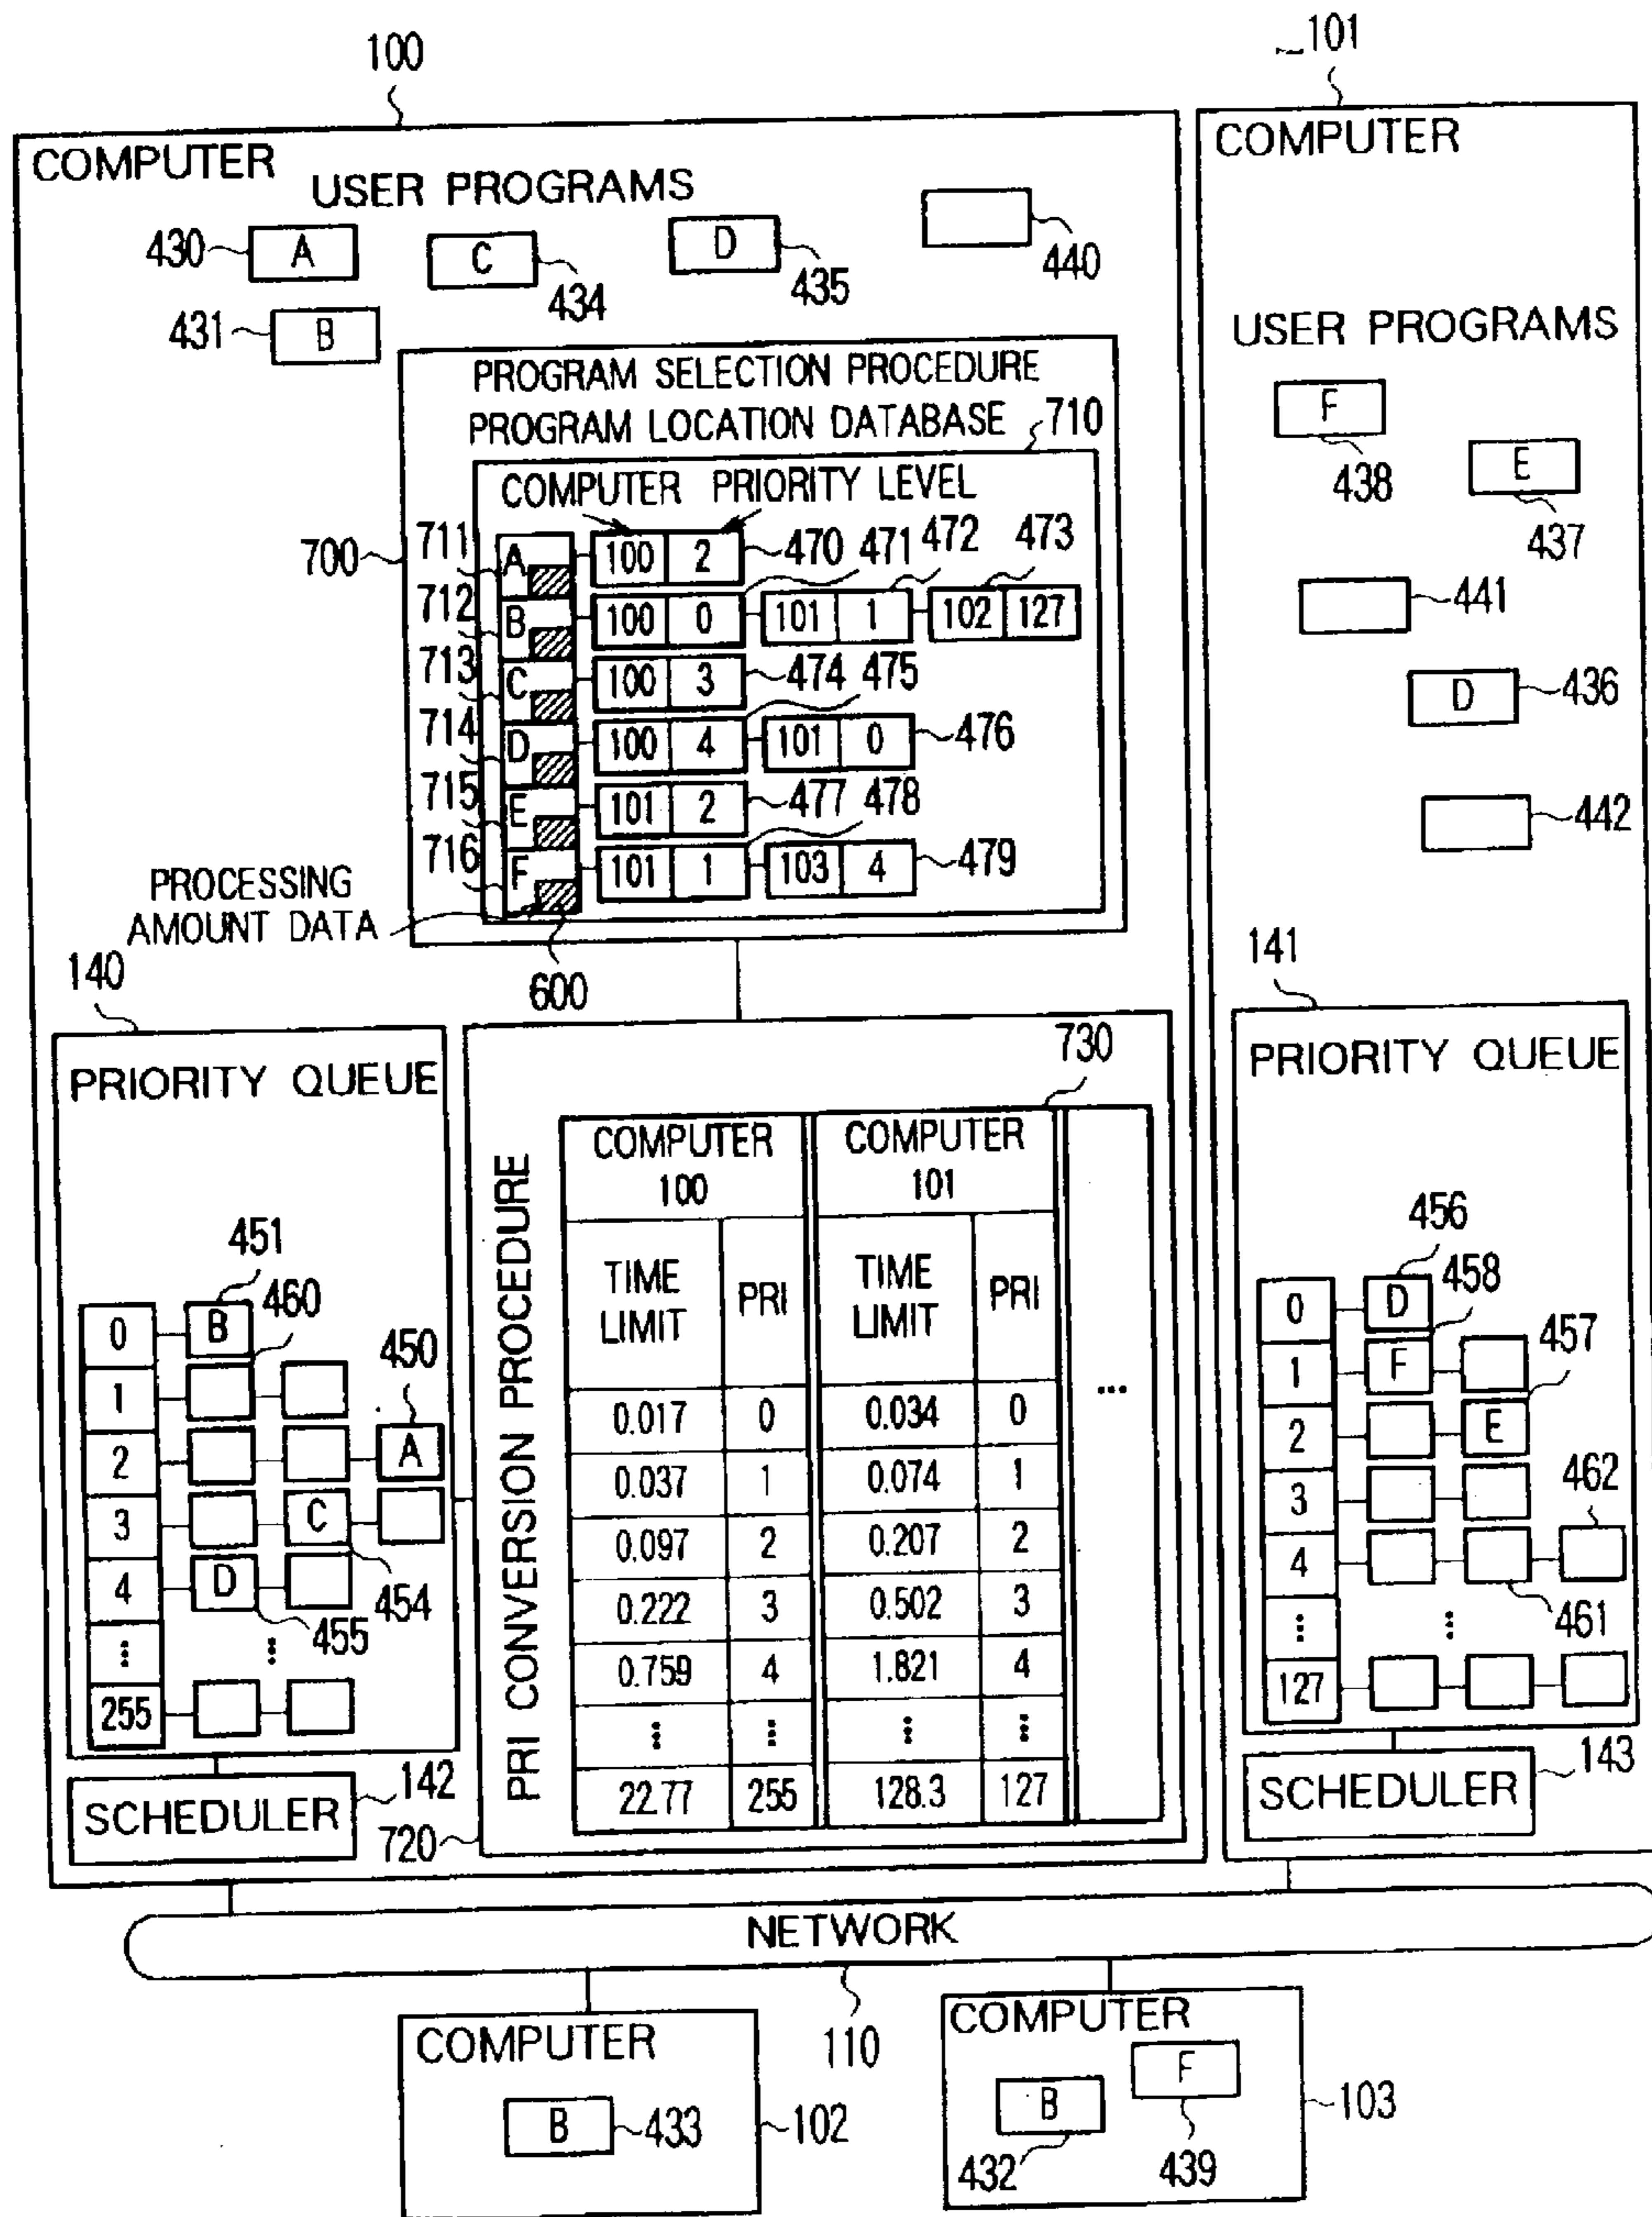 100
101
COMPUTER
USER PROGRAMS
430
A
C
434
D
435
440
431
B
PROGRAM SELECTION PROCEDURE
PROGRAM LOCATION DATABASE
710
COMPUTER PRIORITY LEVEL
700
711 A 100 2 470 471 472 473
712 B 100 0 101 1 102 127
713 C 100 3 474 475
714 D 100 4 101 0 476
715 E 101 2 477 478
716 F 101 1 103 4 479
PROCESSING
AMOUNT DATA
600
COMPUTER
USER PROGRAMS
F
438
E
437
441
D
436
442
140
PRIORITY QUEUE
451
460
450
0 B
1
2 A
3 C
4 D
454
455
⋮ ⋮
255
SCHEDULER
142
720
PRI CONVERSION PROCEDURE
730
COMPUTER
100
COMPUTER
101
TIME
LIMIT
PRI
TIME
LIMIT
PRI
...
0.017 0 0.034 0
0.037 1 0.074 1
0.097 2 0.207 2
0.222 3 0.502 3
0.759 4 1.821 4
⋮ ⋮ ⋮ ⋮
22.77 255 128.3 127
141
PRIORITY QUEUE
456
458
457
0 D
1 F
2 E
3
462
4
461
⋮ ⋮
127
SCHEDULER
143
NETWORK
110
COMPUTER
B
433
102
COMPUTER
F
B
432
439
103